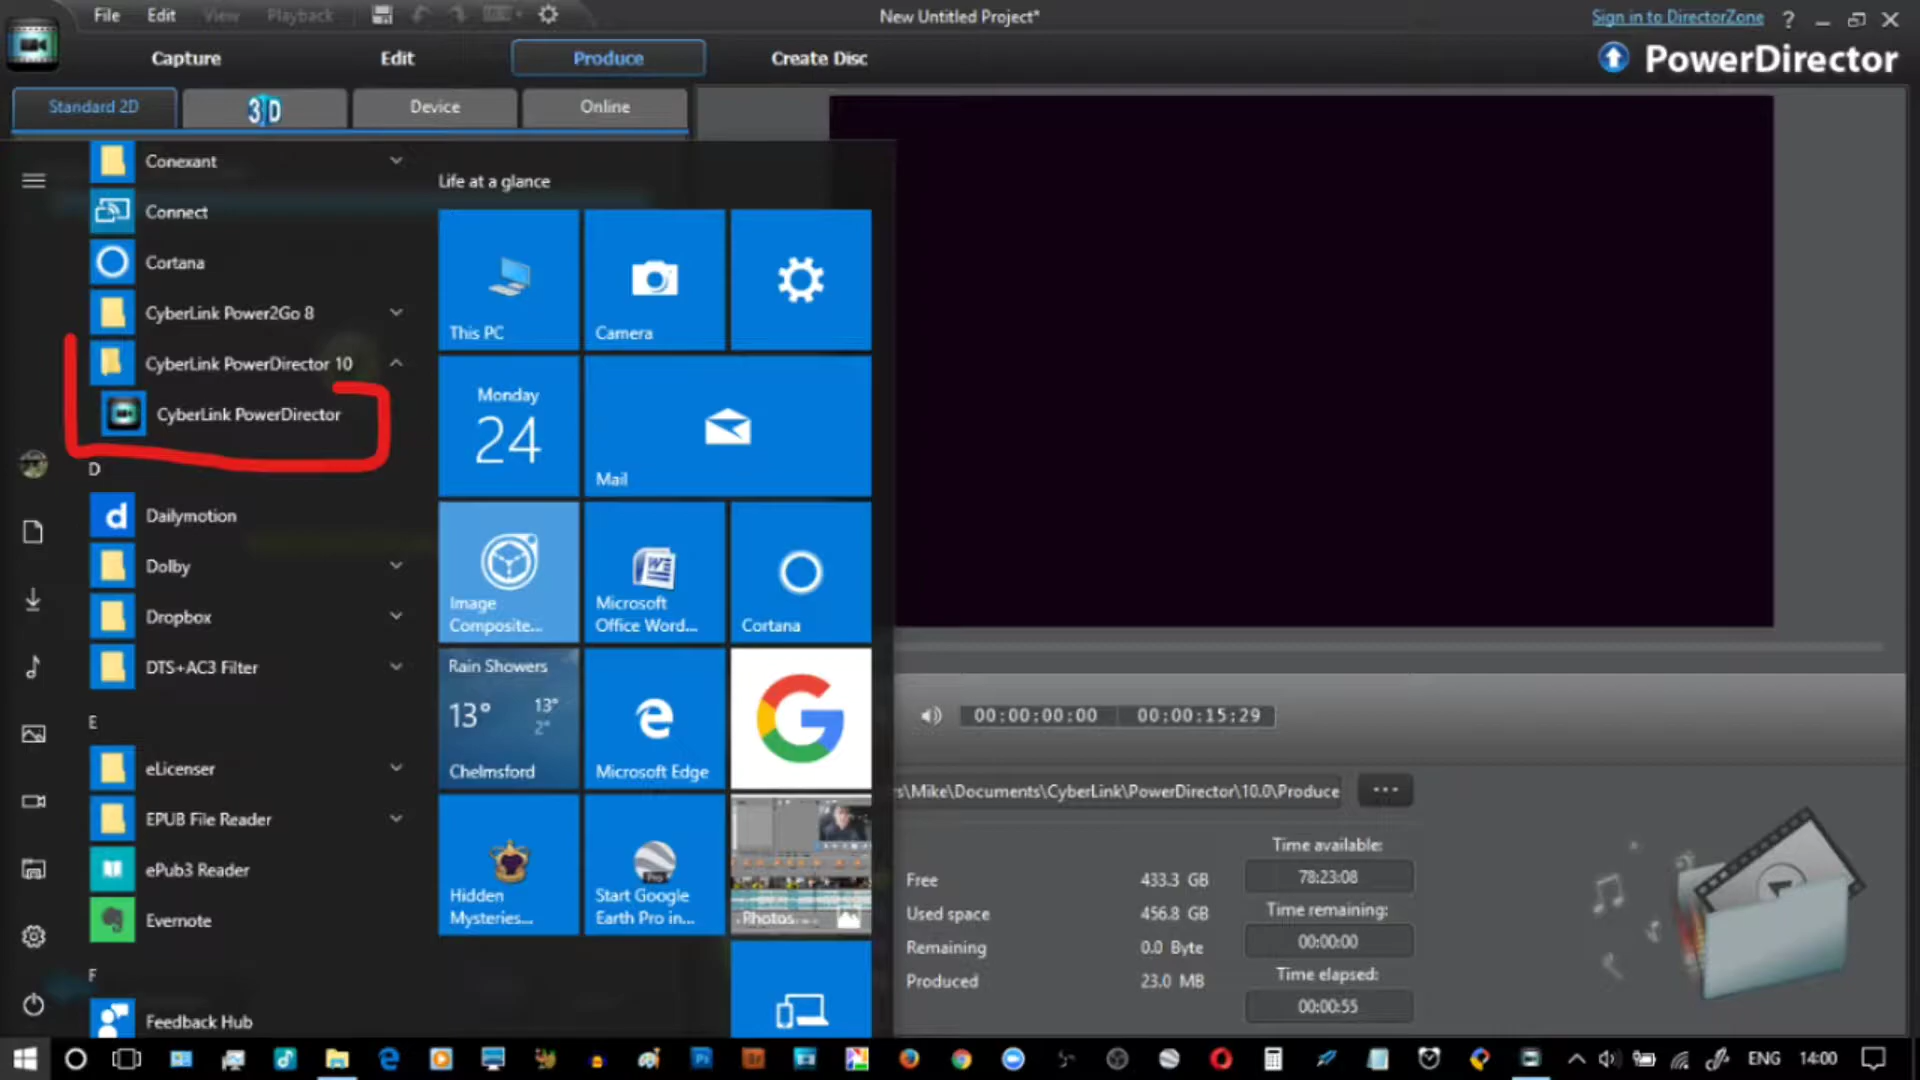 File Edit View Playback
New Untitled Project*
Sign in to DirectorZone ?
Capture Edit Produce Create Disc
PowerDirector
Standard 2D 3D Device Online
Conexant
Connect
Cortana
CyberLink Power2Go 8
CyberLink PowerDirector 10
CyberLink PowerDirector
D
Dailymotion
Dolby
Dropbox
DTS+AC3 Filter
E
eLicenser
EPUB File Reader
ePub3 Reader
Evernote
F
Feedback Hub
Life at a glance
This PC
Camera
Monday
24
Mail
Image
Composite...
Microsoft
Office Word...
Cortana
Rain Showers
13° 13°
2°
Chelmsford
Microsoft Edge
Hidden
Mysteries...
Start Google
Earth Pro in...
Photos
00:00:00:00 00:00:15:29
s\Mike\Documents\CyberLink\PowerDirector\10.0\Produce ...
Free 433.3 GB
Used space 456.8 GB
Remaining 0.0 Byte
Produced 23.0 MB
Time available:
78:23:08
Time remaining:
00:00:00
Time elapsed:
00:00:55
ENG 14:00